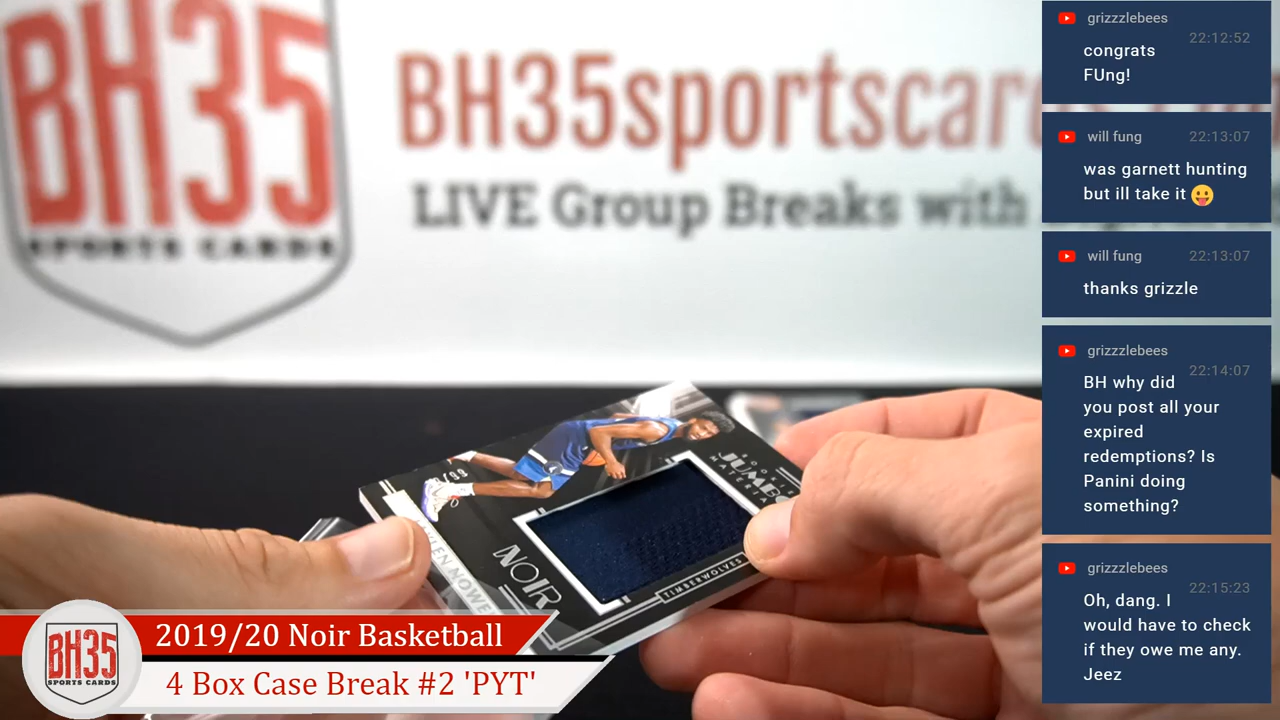 BH35
SPORTS CARDS
BH35sportscar
LIVE Group Breaks with
grizzzlebees
22:12:52
congrats
FUng!
will fung
22:13:07
was garnett hunting
but ill take it 😛
will fung
22:13:07
thanks grizzle
grizzzlebees
22:14:07
BH why did
you post all your
expired
redemptions? Is
Panini doing
something?
grizzzlebees
22:15:23
Oh, dang. I
would have to check
if they owe me any.
Jeez
ROOKIE
JUMBO
MATERIA
/99
NOIR
TIMBERWOLVES
BH35
SPORTS CARDS
2019/20 Noir Basketball
4 Box Case Break #2 'PYT'